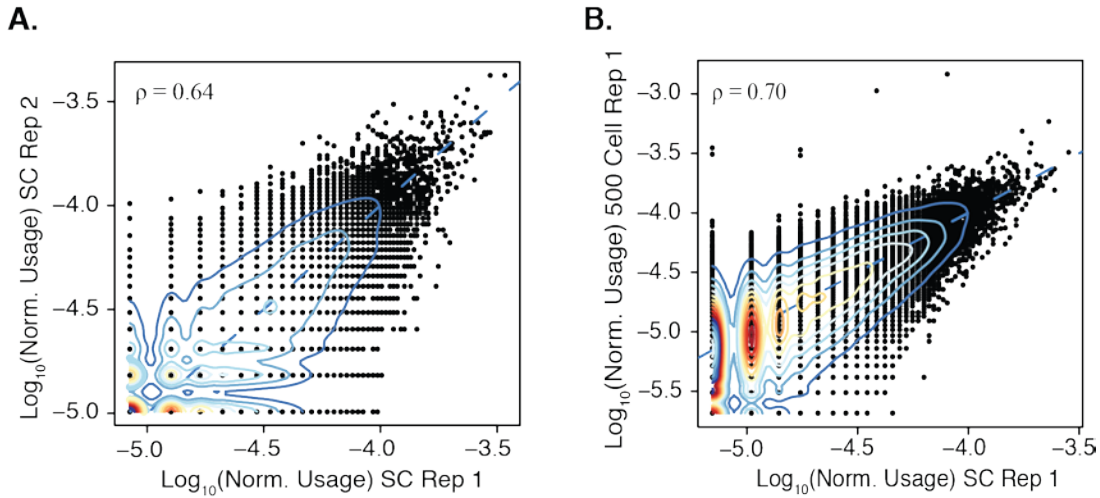 A.
B.
Log₁₀(Norm. Usage) SC Rep 2
ρ = 0.64
−3.5
−4.0
−4.5
−5.0
−5.0
−4.5
−4.0
−3.5
Log₁₀(Norm. Usage) SC Rep 1
Log₁₀(Norm. Usage) 500 Cell Rep 1
ρ = 0.70
−3.0
−3.5
−4.0
−4.5
−5.0
−5.5
−5.0
−4.5
−4.0
−3.5
Log₁₀(Norm. Usage) SC Rep 1